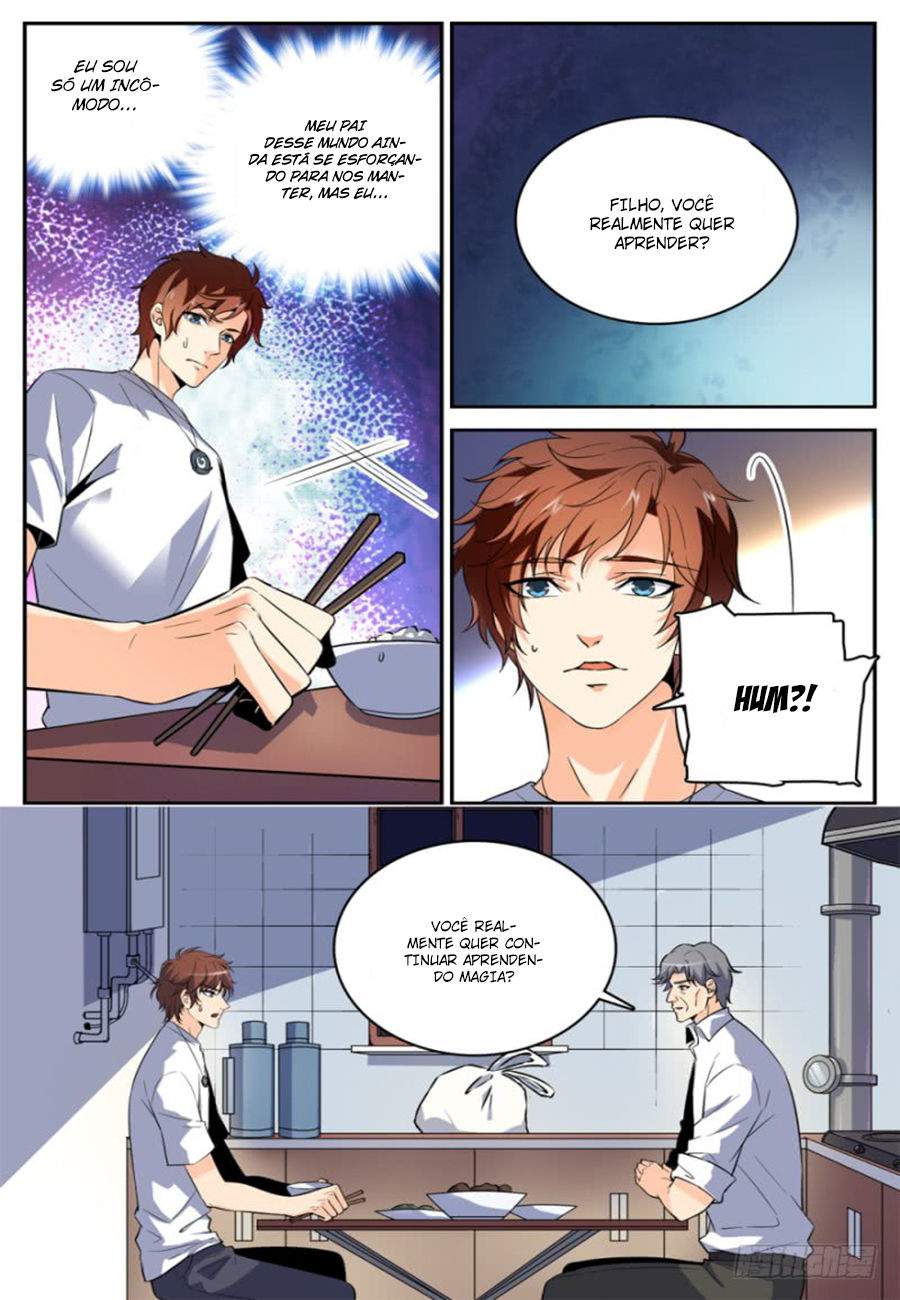 EU SOU
SÓ UM INCÔ-
MODO...
MEU PAI
DESSE MUNDO AIN-
DA ESTÁ SE ESFORÇAN-
DO PARA NOS MAN-
TER, MAS EU...
FILHO, VOCÊ
REALMENTE QUER
APRENDER?
HUM?!
VOCÊ REAL-
MENTE QUER CON-
TINUAR APRENDEN-
DO MAGIA?